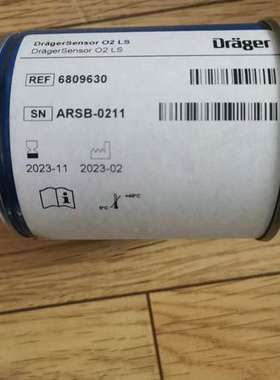 DrägerSensor O2 LS
DrägerSensor O2 LS
Dräger
REF 6809630
SN ARSB-0211
2023-11 2023-02
i